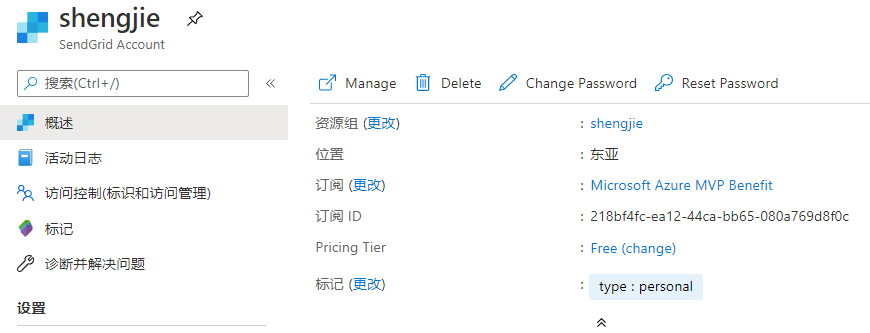 shengjie
SendGrid Account
搜索(Ctrl+/)
«
概述
活动日志
访问控制(标识和访问管理)
标记
诊断并解决问题
设置
Manage Delete Change Password Reset Password
资源组 (更改) : shengjie
位置 : 东亚
订阅 (更改) : Microsoft Azure MVP Benefit
订阅 ID : 218bf4fc-ea12-44ca-bb65-080a769d8f0c
Pricing Tier : Free (change)
标记 (更改) : type : personal